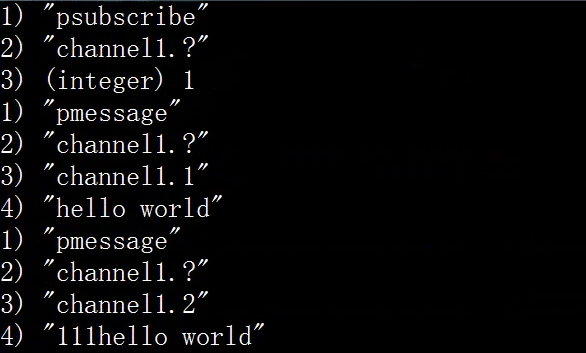 1) "psubscribe"
2) "channel1.?"
3) (integer) 1
1) "pmessage"
2) "channel1.?"
3) "channel1.1"
4) "hello world"
1) "pmessage"
2) "channel1.?"
3) "channel1.2"
4) "111hello world"